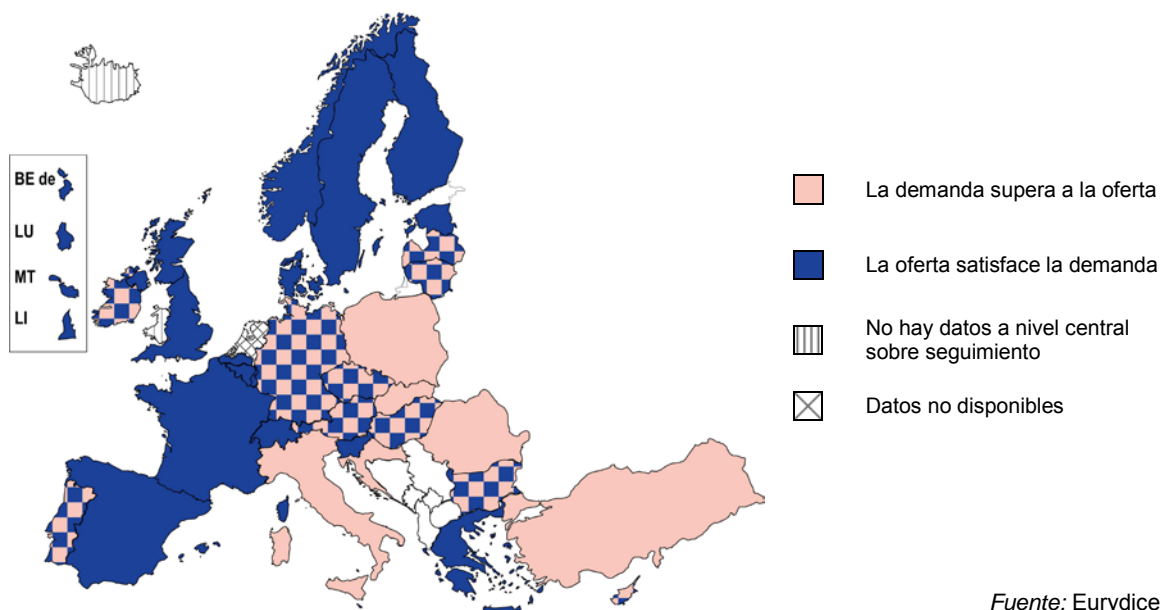 BE de
LU
MT
LI
La demanda supera a la oferta
La oferta satisface la demanda
No hay datos a nivel central
sobre seguimiento
Datos no disponibles
Fuente: Eurydice